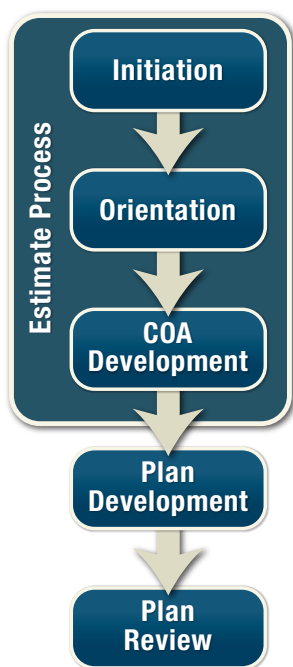 Estimate Process
Initiation
Orientation
COA
Development
Plan
Development
Plan
Review